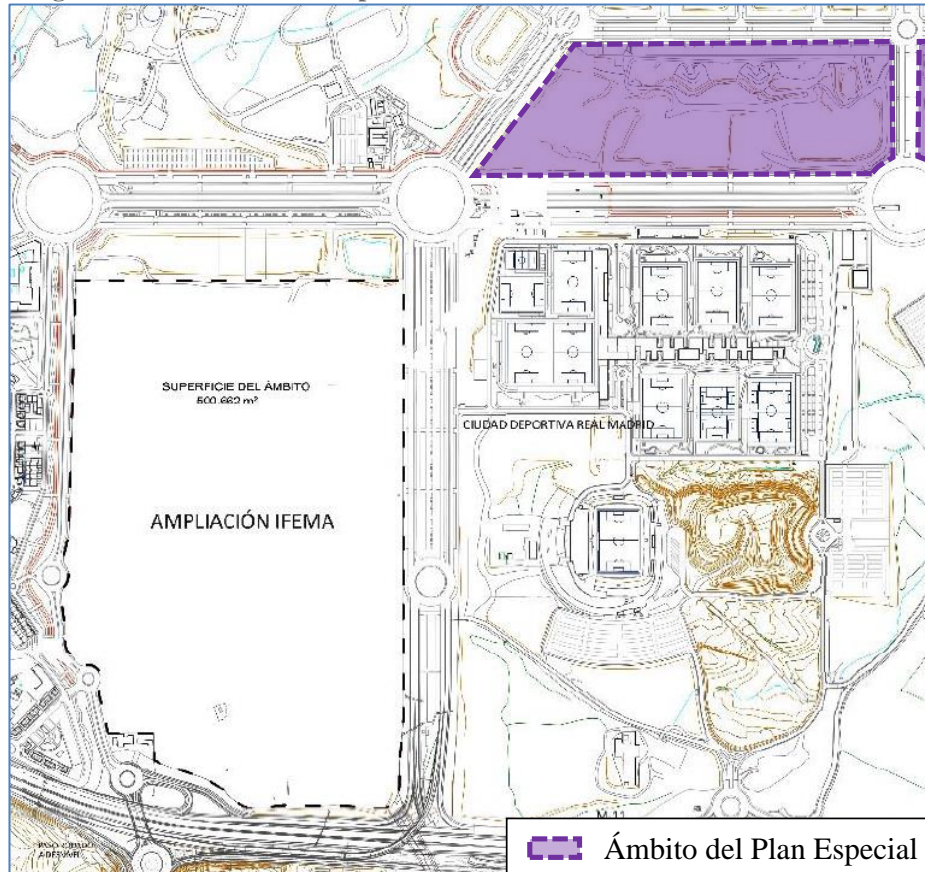 SUPERFICIE DEL ÁMBITO
500.662 m²
AMPLIACIÓN IFEMA
CIUDAD DEPORTIVA REAL MADRID
M-11
Ámbito del Plan Especial